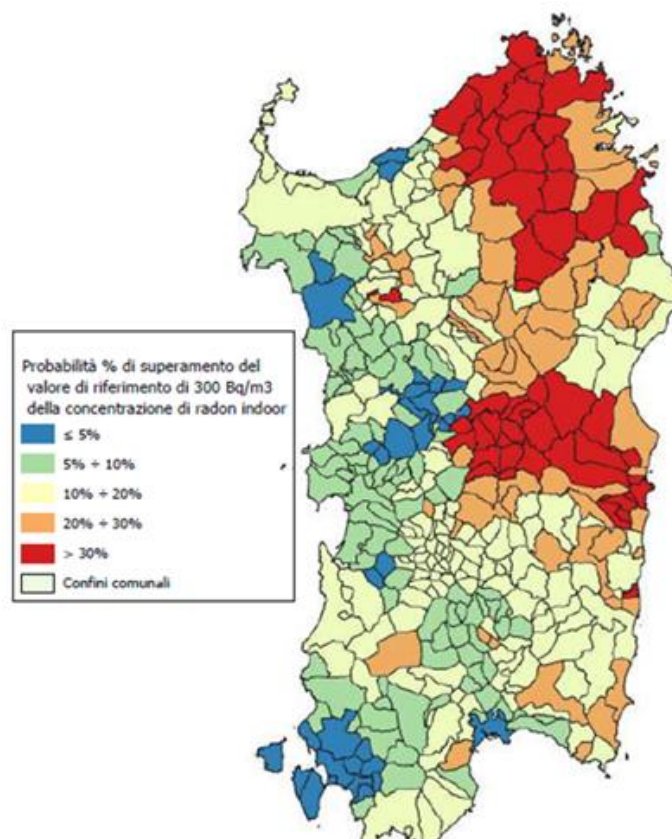 Probabilità % di superamento del
valore di riferimento di 300 Bq/m3
della concentrazione di radon indoor
≤ 5%
5% ÷ 10%
10% ÷ 20%
20% ÷ 30%
> 30%
Confini comunali